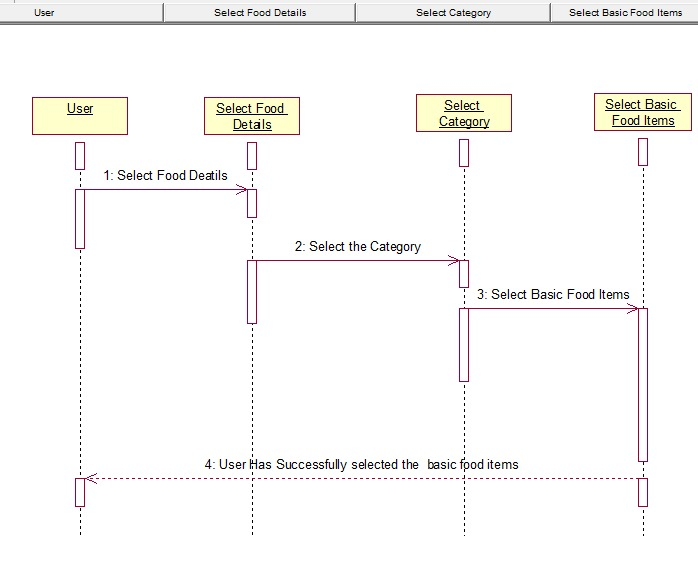 User Select Food Details Select Category Select Basic Food Items
User
Select Food
Details
Select
Category
Select Basic
Food Items
1: Select Food Deatils
2: Select the Category
3: Select Basic Food Items
4: User Has Successfully selected the basic food items